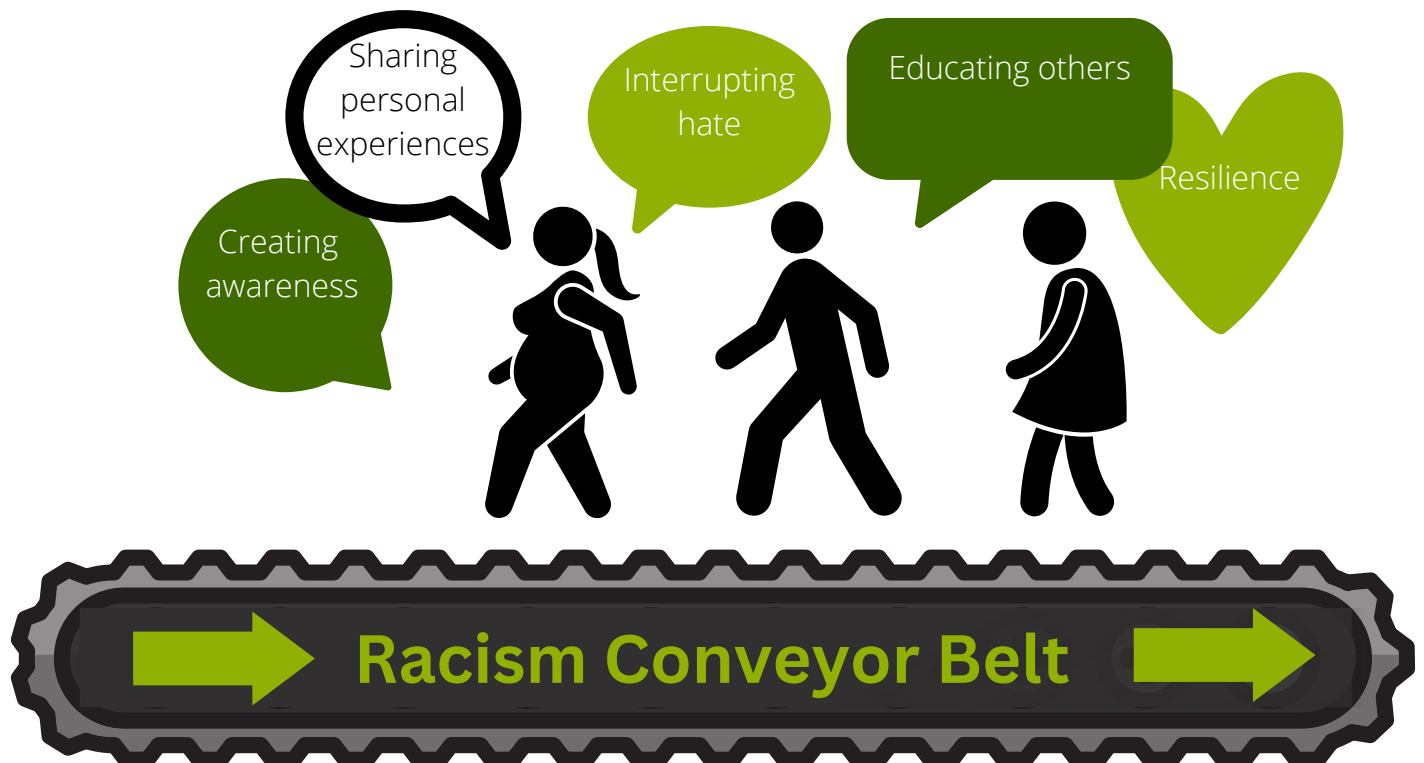 Sharing
personal
experiences
Interrupting
hate
Educating others
Resilience
Creating
awareness
Racism Conveyor Belt